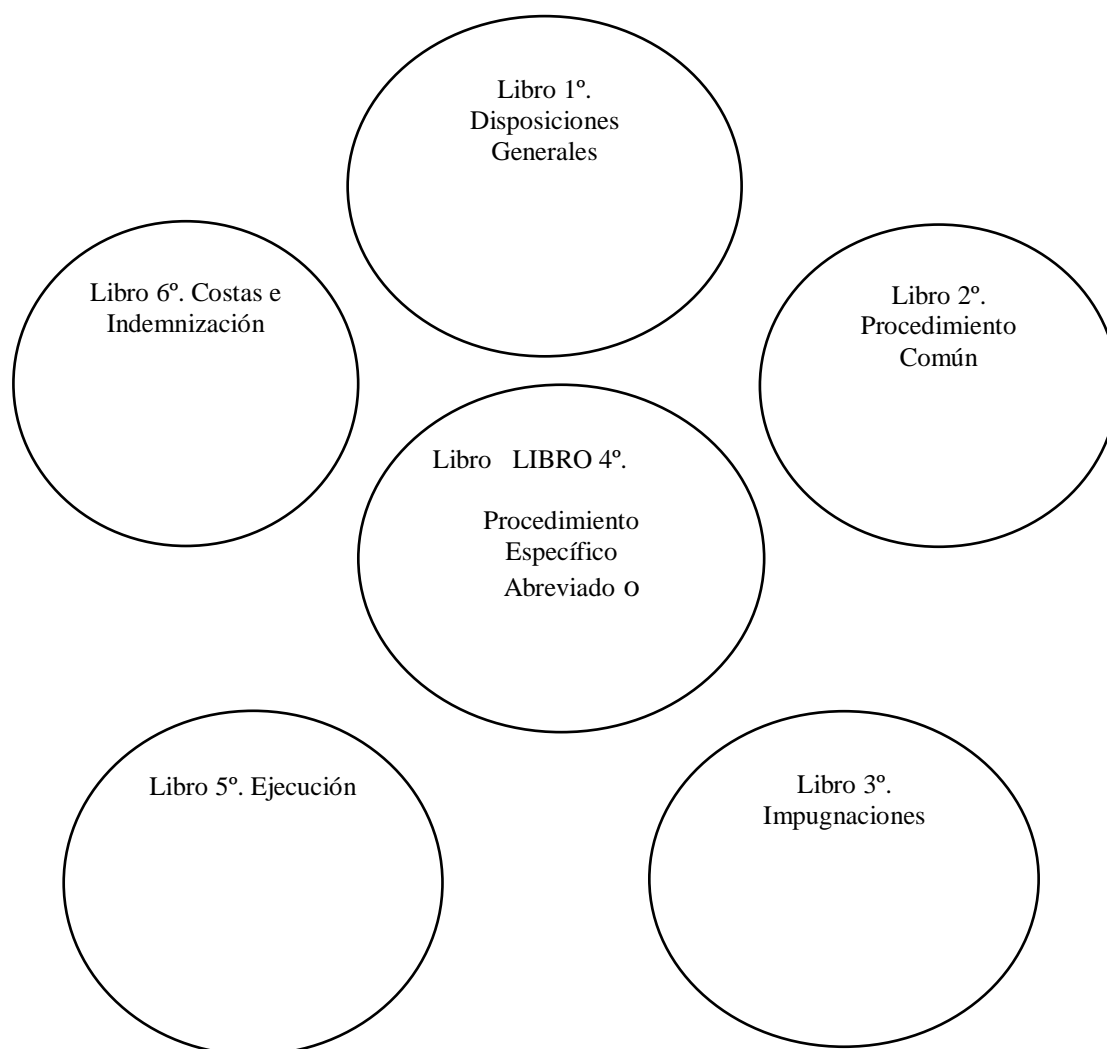 Libro 1º.
Disposiciones
Generales
Libro 6º. Costas e
Indemnización
Libro 2º.
Procedimiento
Común
Libro LIBRO 4º.
Procedimiento
Específico
Abreviado o
Libro 5º. Ejecución
Libro 3º.
Impugnaciones